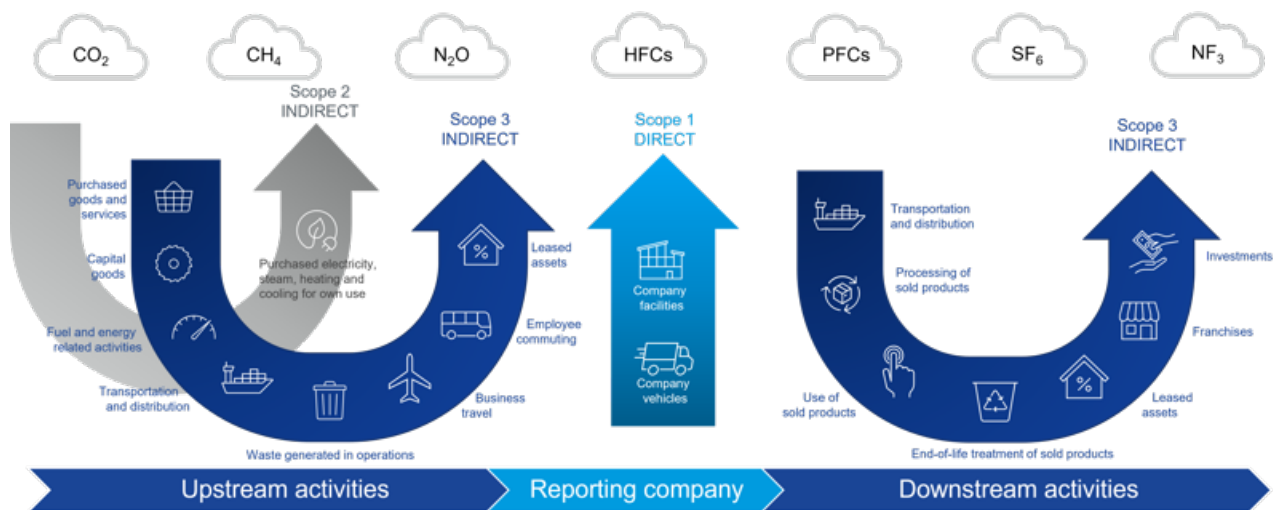 CO₂
CH₄
N₂O
HFCs
PFCs
SF₆
NF₃
Scope 2
INDIRECT
Scope 3
INDIRECT
Scope 1
DIRECT
Scope 3
INDIRECT
Purchased
goods and
services
Capital
goods
Fuel and energy
related activities
Transportation
and distribution
Waste generated in operations
Business
travel
Employee
commuting
Leased
assets
Purchased electricity,
steam, heating and
cooling for own use
Company
facilities
Company
vehicles
Transportation
and distribution
Processing of
sold products
Use of
sold products
End-of-life treatment of sold products
Leased
assets
Franchises
Investments
%
%
Upstream activities
Reporting company
Downstream activities